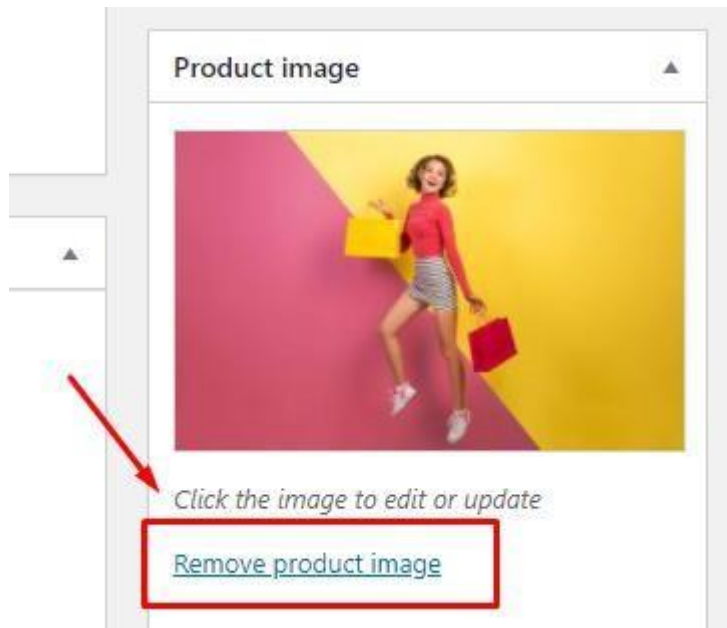 Product image
Click the image to edit or update
Remove product image